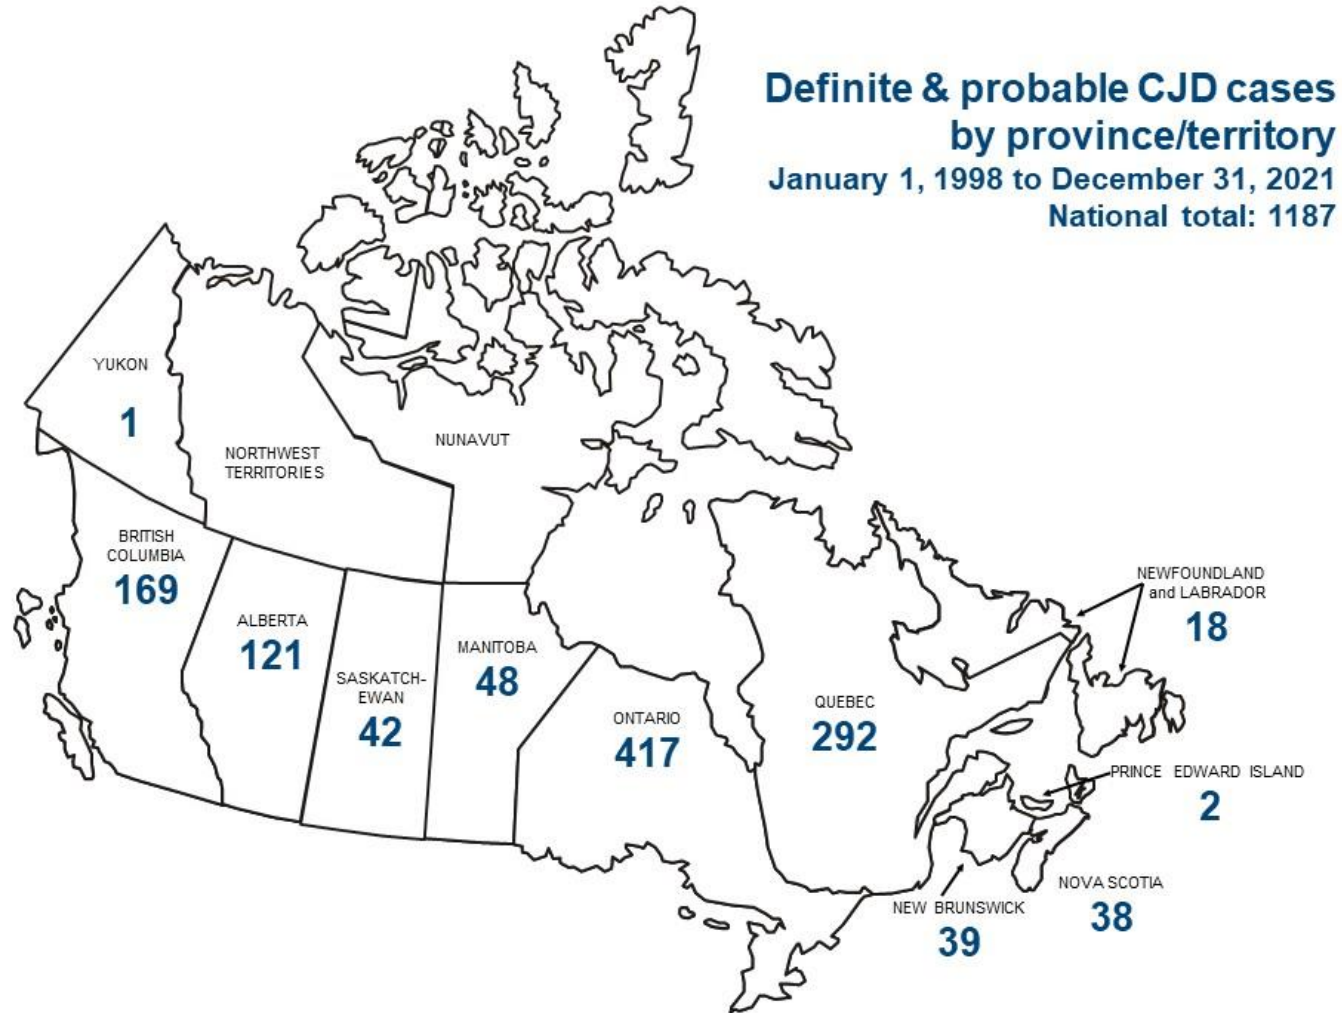 Definite & probable CJD cases
by province/territory
January 1, 1998 to December 31, 2021
National total: 1187
YUKON
1
NORTHWEST
TERRITORIES
NUNAVUT
BRITISH
COLUMBIA
169
ALBERTA
121
SASKATCH-
EWAN
42
MANITOBA
48
ONTARIO
417
QUEBEC
292
NEWFOUNDLAND
and LABRADOR
18
PRINCE EDWARD ISLAND
2
NOVA SCOTIA
38
NEW BRUNSWICK
39